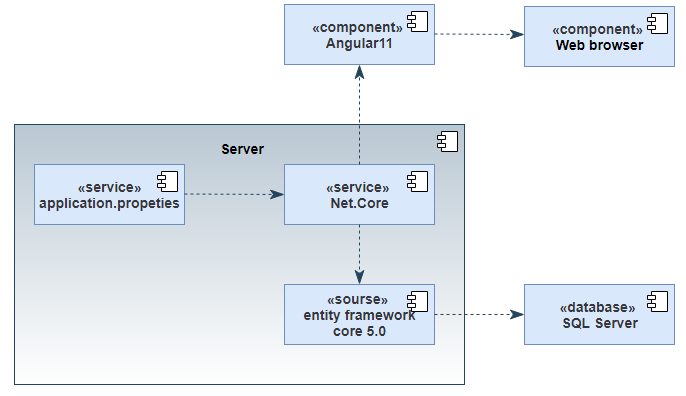 «component»
Angular11
«component»
Web browser
Server
«service»
application.propeties
«service»
Net.Core
«sourse»
entity framework
core 5.0
«database»
SQL Server